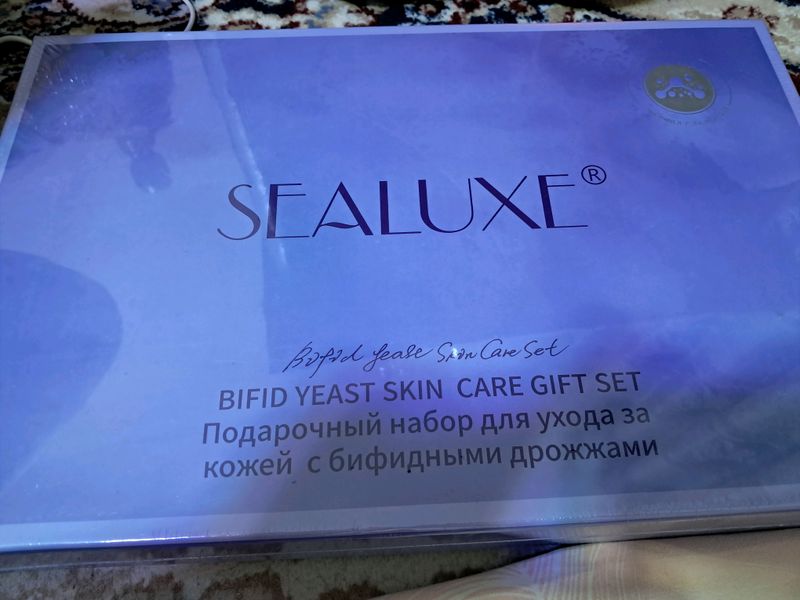 SEALUXE®
Bifid Yease Skin Care Set
BIFID YEAST SKIN CARE GIFT SET
Подарочный набор для ухода за
кожей с бифидными дрожжами